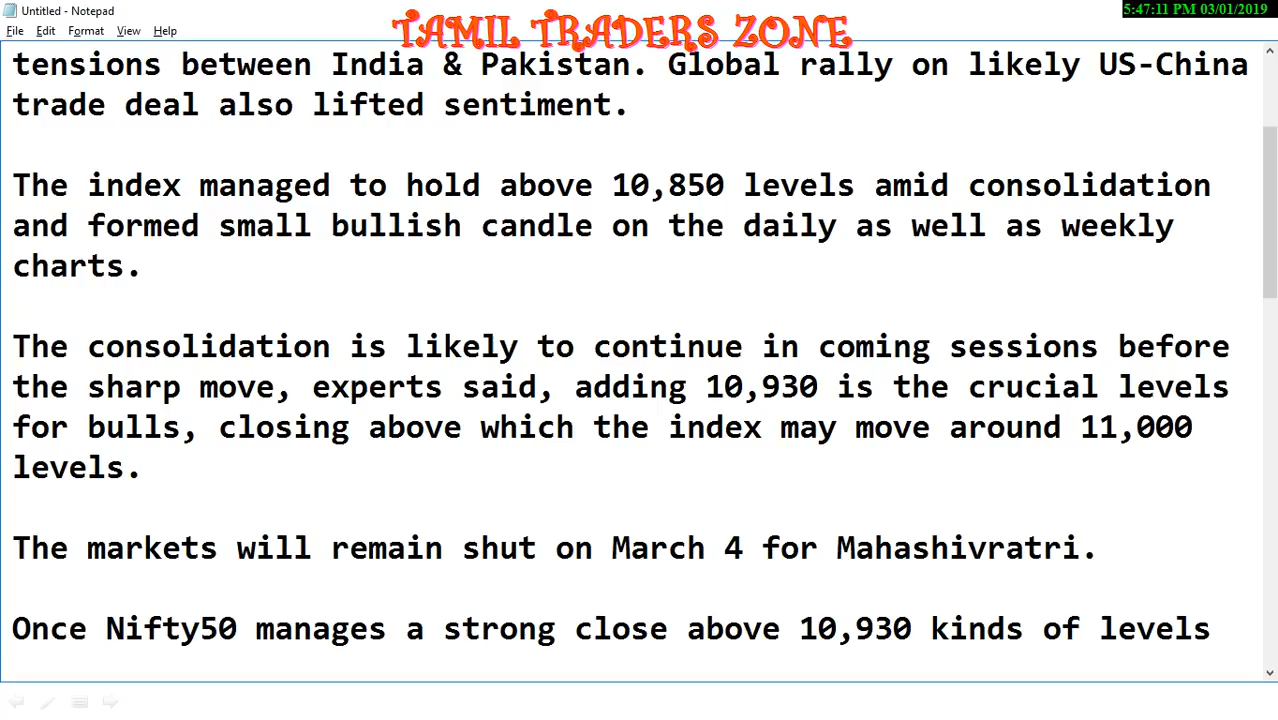 Untitled - Notepad
5:47:11 PM 03/01/2019
TAMIL TRADERS ZONE
File Edit Format View Help
tensions between India & Pakistan. Global rally on likely US-China
trade deal also lifted sentiment.
The index managed to hold above 10,850 levels amid consolidation
and formed small bullish candle on the daily as well as weekly
charts.
The consolidation is likely to continue in coming sessions before
the sharp move, experts said, adding 10,930 is the crucial levels
for bulls, closing above which the index may move around 11,000
levels.
The markets will remain shut on March 4 for Mahashivratri.
Once Nifty50 manages a strong close above 10,930 kinds of levels